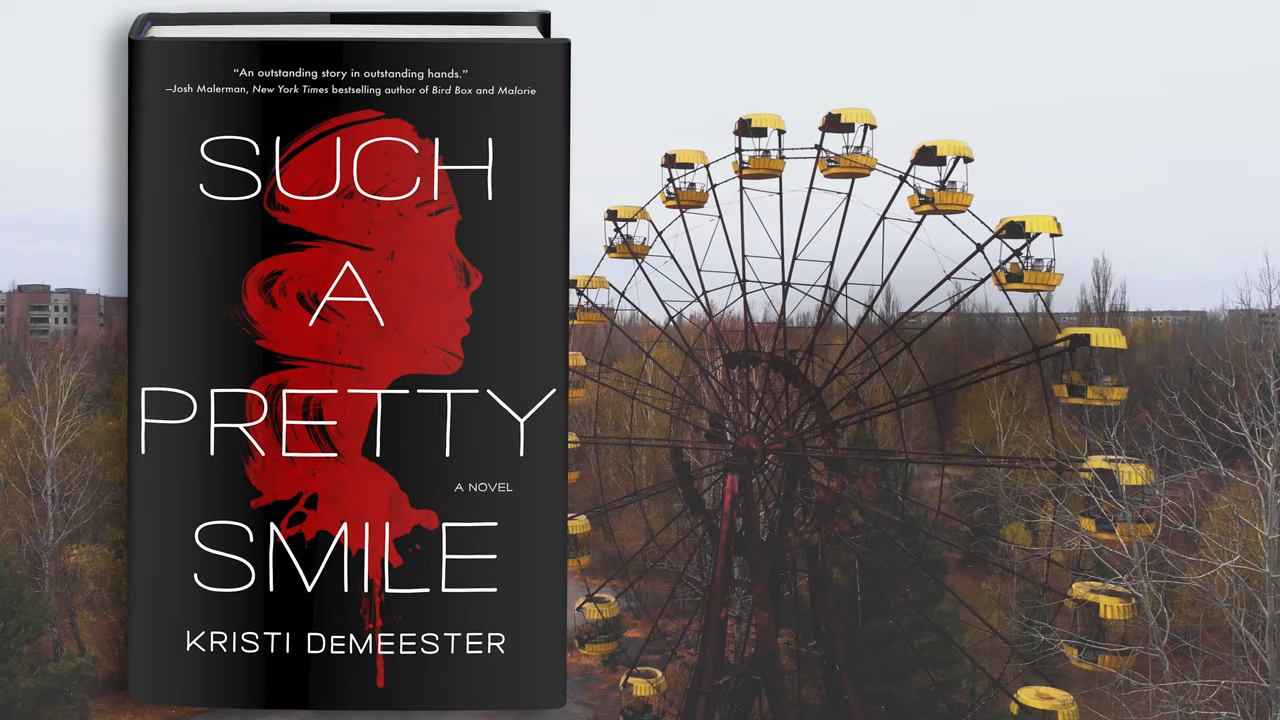 “An outstanding story in outstanding hands.”
—Josh Malerman, New York Times bestselling author of Bird Box and Malorie
SUCH
A
PRETTY
A NOVEL
SMILE
KRISTI DEMEESTER